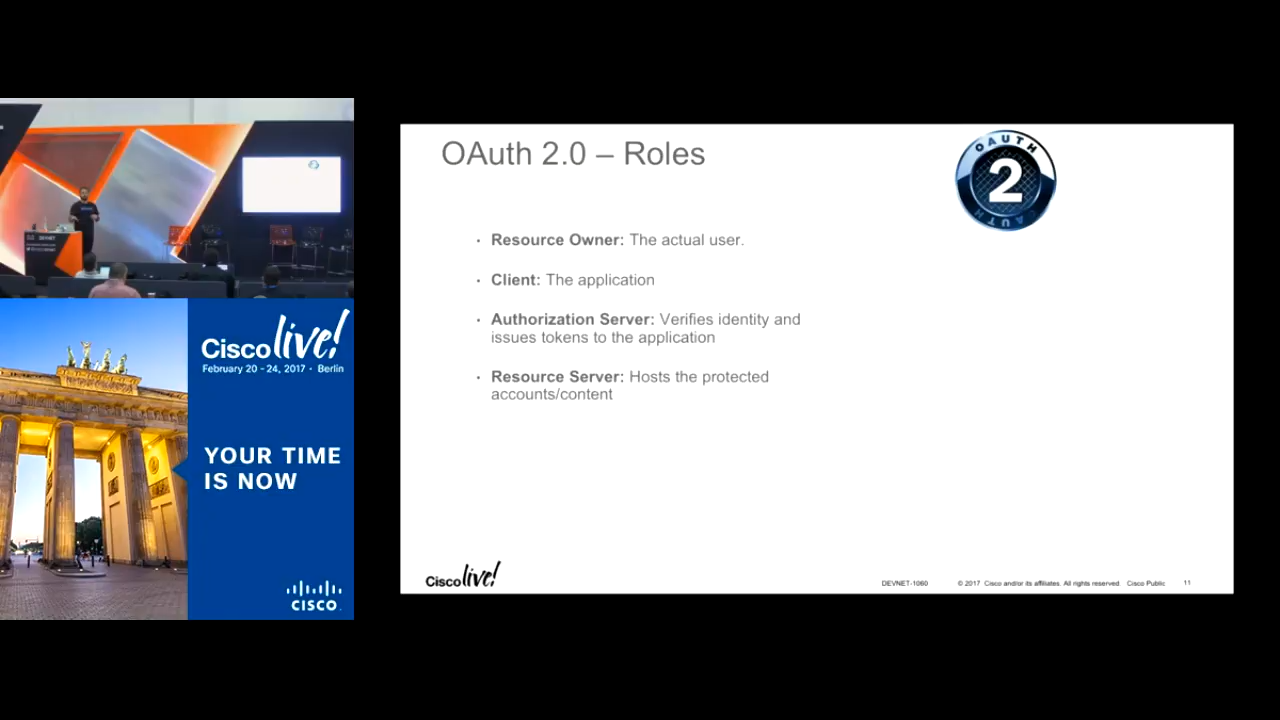 Cisco live!
February 20 - 24, 2017 · Berlin
YOUR TIME
IS NOW
CISCO
OAuth 2.0 – Roles
OAUTH
2
OAUTH
· Resource Owner: The actual user.
· Client: The application
· Authorization Server: Verifies identity and
issues tokens to the application
· Resource Server: Hosts the protected
accounts/content
Cisco live!
DEVNET-1060 © 2017 Cisco and/or its affiliates. All rights reserved. Cisco Public 11